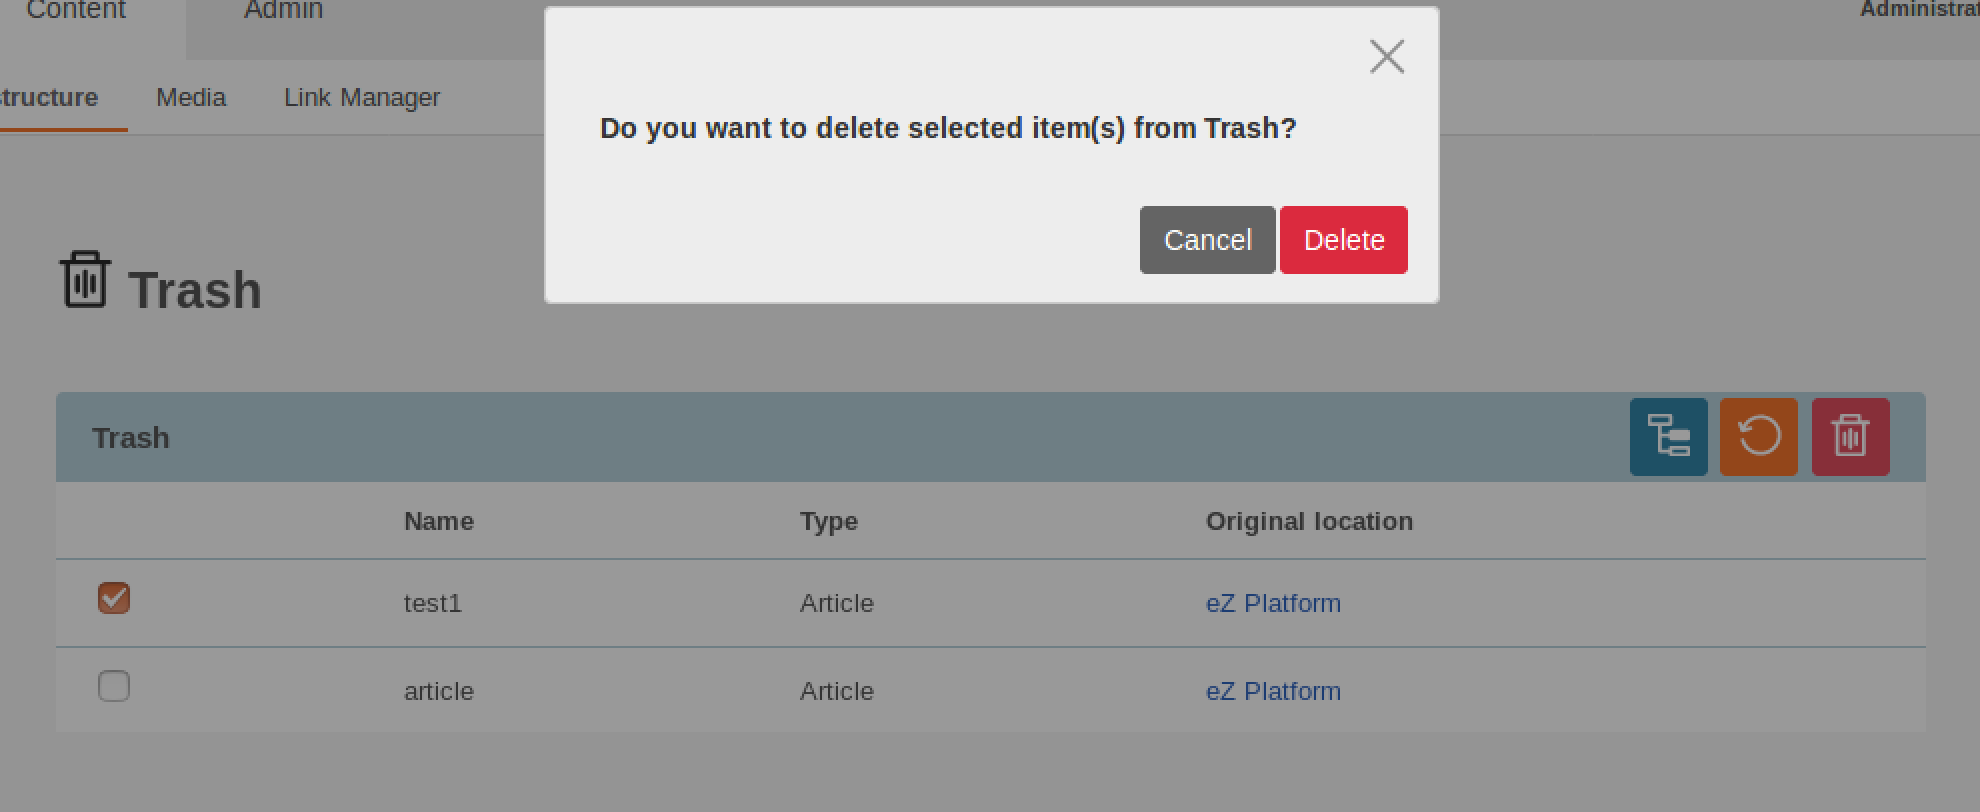 Content Admin Administrat
structure Media Link Manager
Do you want to delete selected item(s) from Trash?
Cancel Delete
Trash
Trash
Name Type Original location
test1 Article eZ Platform
article Article eZ Platform